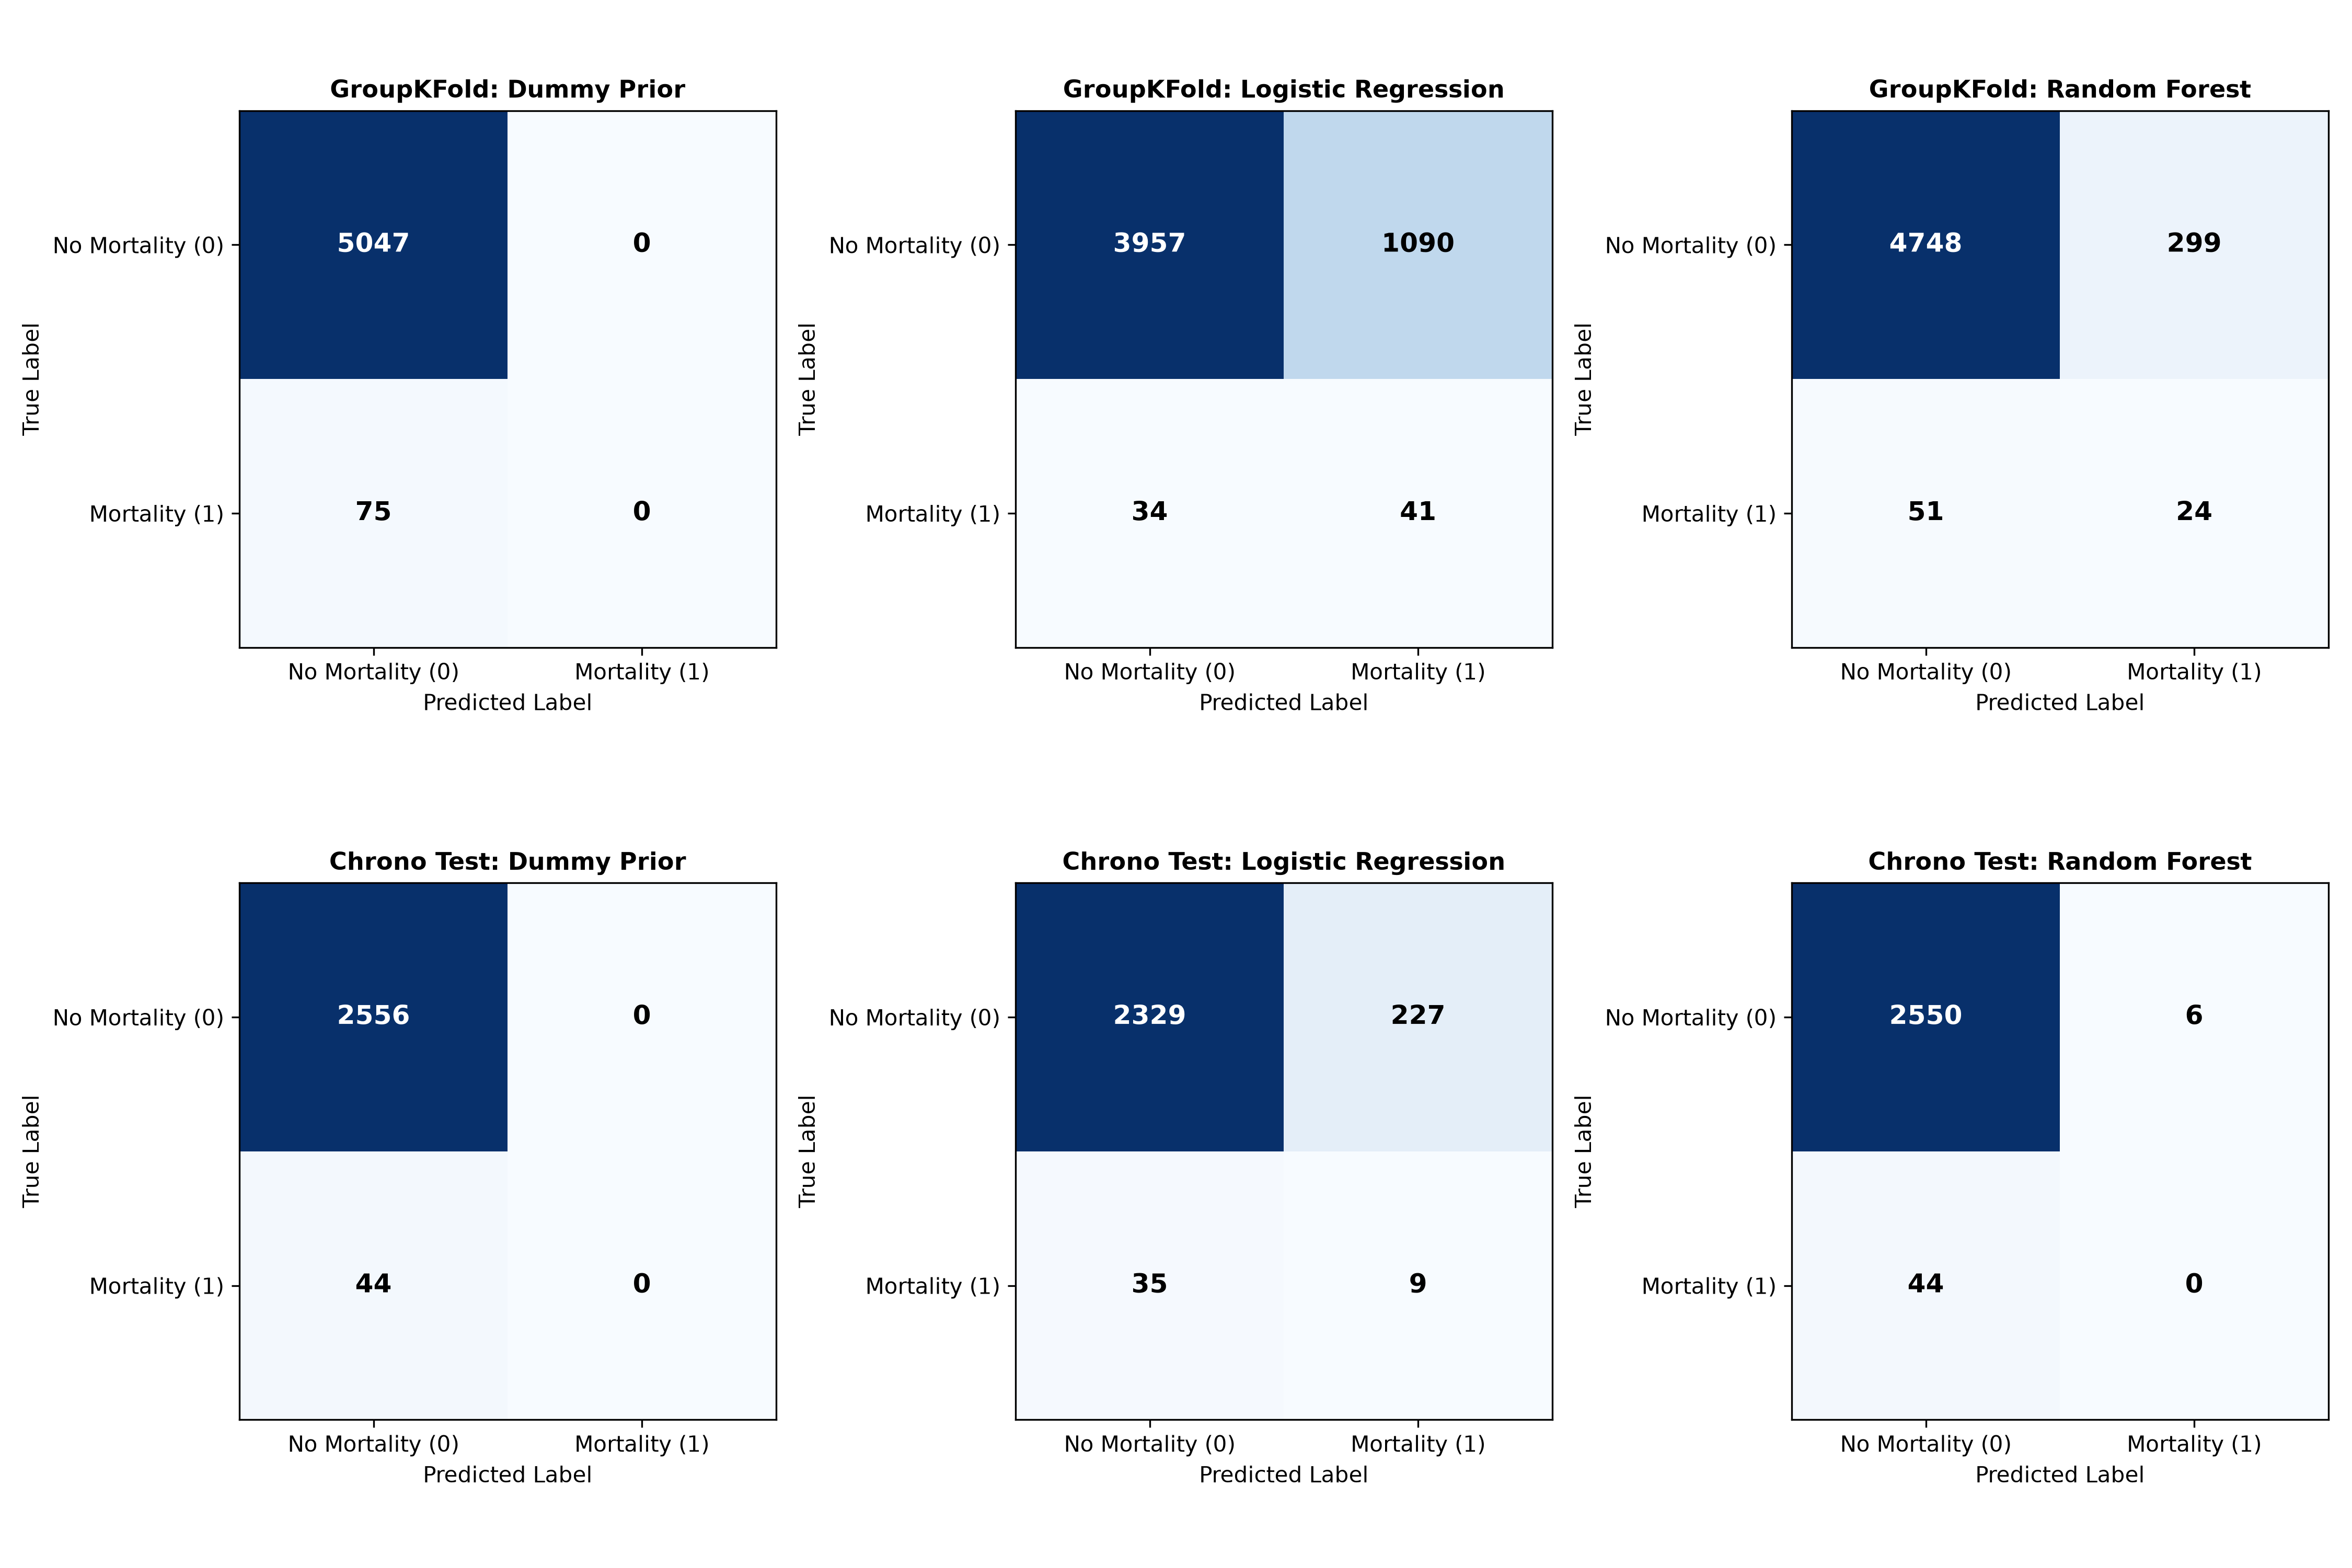 GroupKFold: Dummy Prior
True Label
No Mortality (0)
5047
0
Mortality (1)
75
0
No Mortality (0)
Mortality (1)
Predicted Label
GroupKFold: Logistic Regression
True Label
No Mortality (0)
3957
1090
Mortality (1)
34
41
No Mortality (0)
Mortality (1)
Predicted Label
GroupKFold: Random Forest
True Label
No Mortality (0)
4748
299
Mortality (1)
51
24
No Mortality (0)
Mortality (1)
Predicted Label
Chrono Test: Dummy Prior
True Label
No Mortality (0)
2556
0
Mortality (1)
44
0
No Mortality (0)
Mortality (1)
Predicted Label
Chrono Test: Logistic Regression
True Label
No Mortality (0)
2329
227
Mortality (1)
35
9
No Mortality (0)
Mortality (1)
Predicted Label
Chrono Test: Random Forest
True Label
No Mortality (0)
2550
6
Mortality (1)
44
0
No Mortality (0)
Mortality (1)
Predicted Label